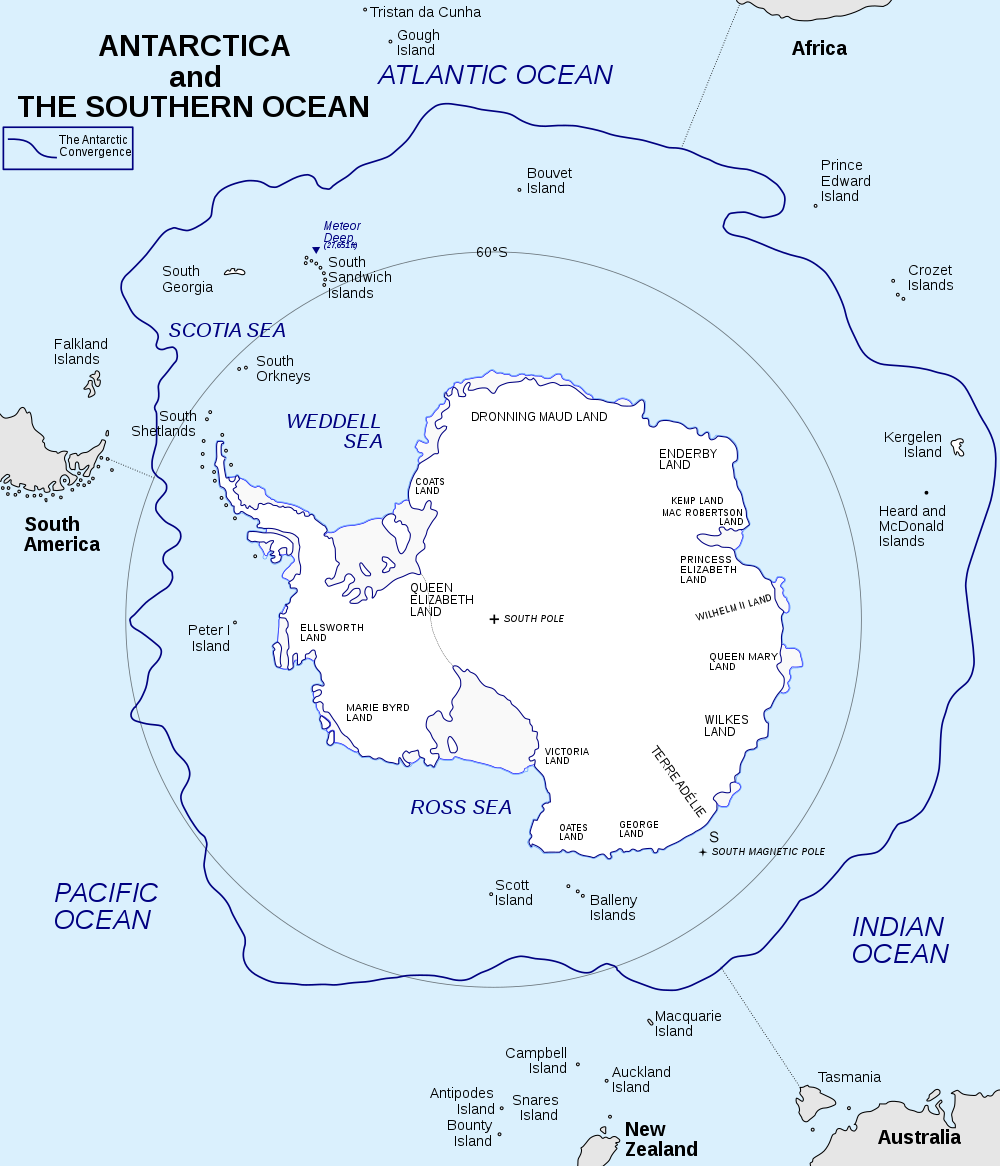 Tristan da Cunha
Gough
Island
ANTARCTICA
and
THE SOUTHERN OCEAN
ATLANTIC OCEAN
Africa
The Antarctic
Convergence
Bouvet
Island
Prince
Edward
Island
Meteor
Deep
(27,651ft)
60°S
South
Sandwich
Islands
South
Georgia
Crozet
Islands
SCOTIA SEA
Falkland
Islands
South
Orkneys
South
Shetlands
WEDDELL
SEA
DRONNING MAUD LAND
ENDERBY
LAND
Kergelen
Island
COATS
LAND
KEMP LAND
MAC ROBERTSON
LAND
Heard and
McDonald
Islands
South
America
PRINCESS
ELIZABETH
LAND
QUEEN
ELIZABETH
LAND
WILHELM II LAND
SOUTH POLE
Peter I
Island
ELLSWORTH
LAND
QUEEN MARY
LAND
MARIE BYRD
LAND
WILKES
LAND
VICTORIA
LAND
TERRE ADÉLIE
ROSS SEA
OATES
LAND
GEORGE
LAND
S
SOUTH MAGNETIC POLE
PACIFIC
OCEAN
Scott
Island
Balleny
Islands
INDIAN
OCEAN
Macquarie
Island
Campbell
Island
Auckland
Island
Tasmania
Antipodes
Island
Snares
Island
Bounty
Island
New
Zealand
Australia